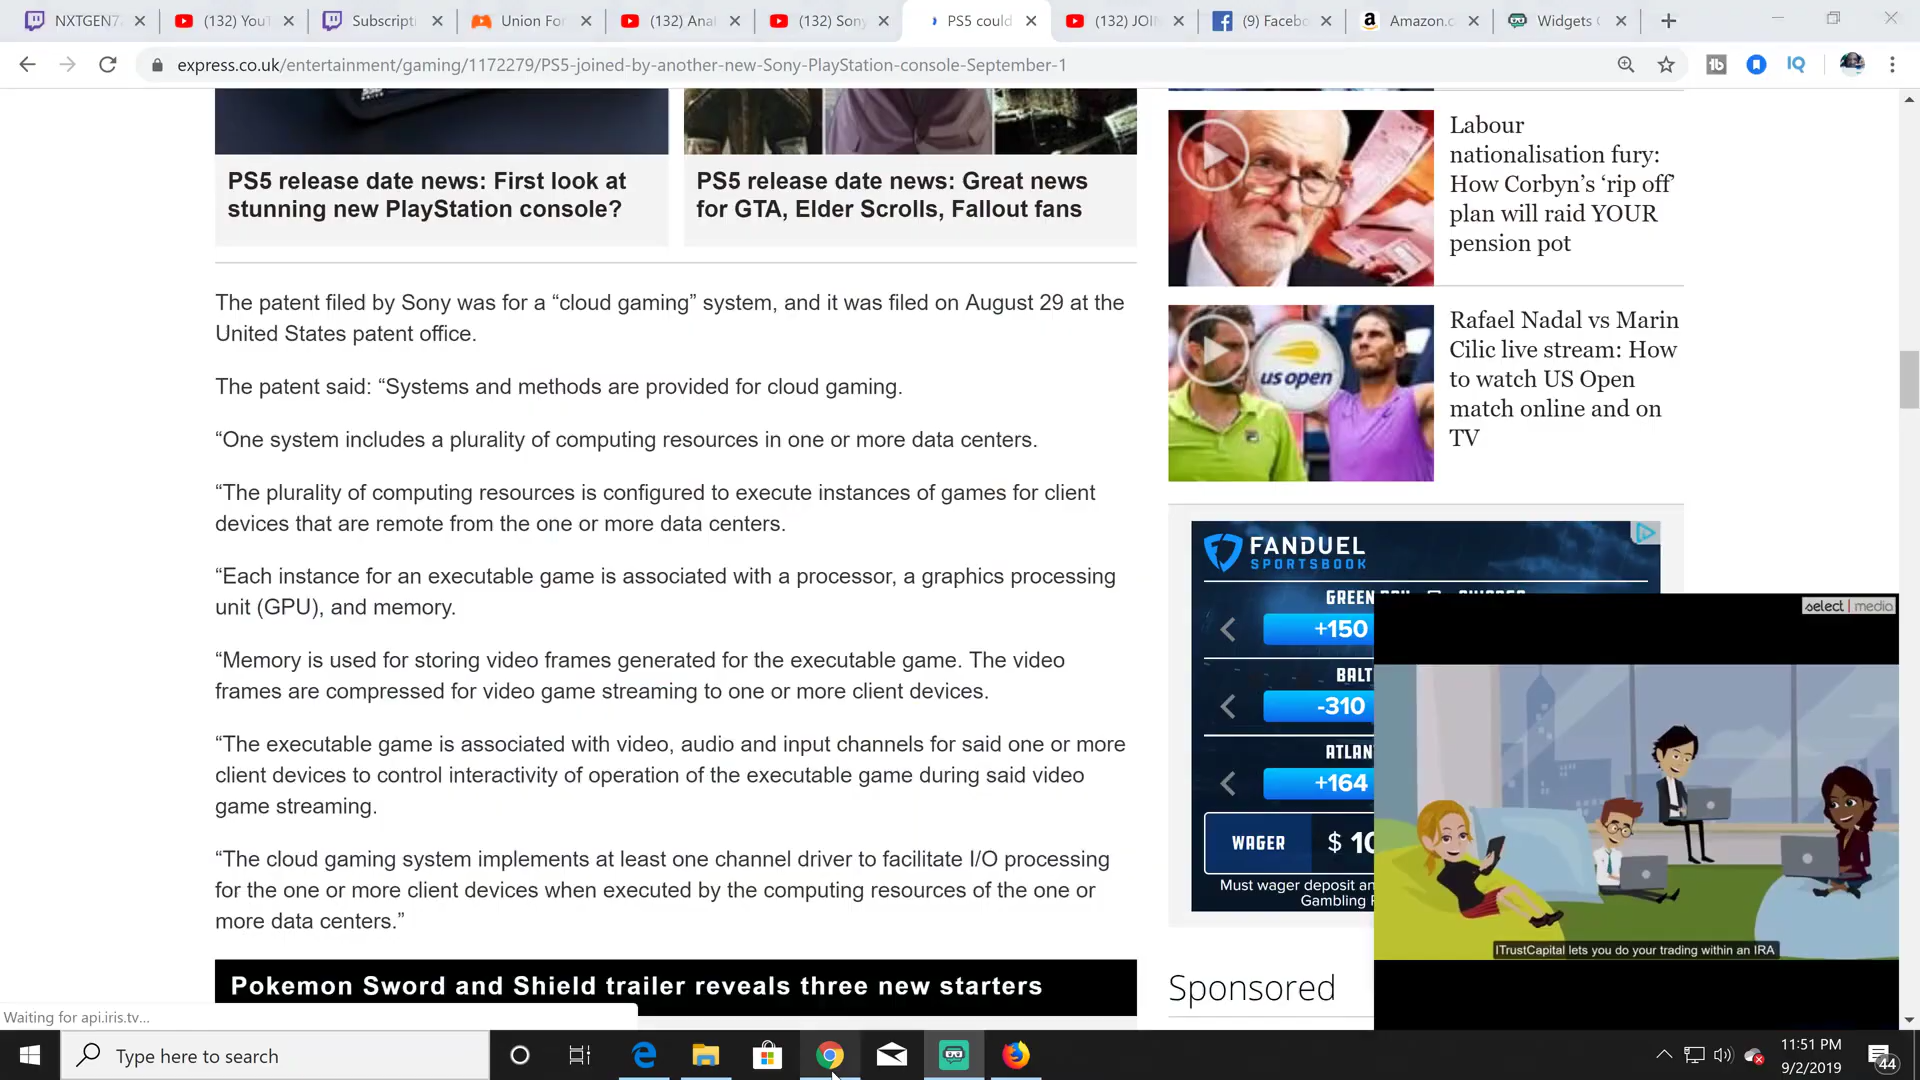 NXTGEN7
(132) YouT
Subscripti
Union For
(132) Anal
(132) Sony
PS5 could
(132) JOIN
(9) Facebo
Amazon.c
Widgets
express.co.uk/entertainment/gaming/1172279/PS5-joined-by-another-new-Sony-PlayStation-console-September-1
PS5 release date news: First look at
stunning new PlayStation console?
PS5 release date news: Great news
for GTA, Elder Scrolls, Fallout fans
The patent filed by Sony was for a “cloud gaming” system, and it was filed on August 29 at the
United States patent office.
The patent said: “Systems and methods are provided for cloud gaming.
“One system includes a plurality of computing resources in one or more data centers.
“The plurality of computing resources is configured to execute instances of games for client
devices that are remote from the one or more data centers.
“Each instance for an executable game is associated with a processor, a graphics processing
unit (GPU), and memory.
“Memory is used for storing video frames generated for the executable game. The video
frames are compressed for video game streaming to one or more client devices.
“The executable game is associated with video, audio and input channels for said one or more
client devices to control interactivity of operation of the executable game during said video
game streaming.
“The cloud gaming system implements at least one channel driver to facilitate I/O processing
for the one or more client devices when executed by the computing resources of the one or
more data centers.”
Pokemon Sword and Shield trailer reveals three new starters
Labour
nationalisation fury:
How Corbyn’s ‘rip off’
plan will raid YOUR
pension pot
us open
Rafael Nadal vs Marin
Cilic live stream: How
to watch US Open
match online and on
TV
FANDUEL
SPORTSBOOK
GREEN
+150
BALT
-310
ATLAN
+164
WAGER
$ 10
Must wager deposit an
Gambling
select | media
ITrustCapital lets you do your trading within an IRA
Sponsored
Waiting for api.iris.tv...
Type here to search
11:51 PM
9/2/2019
44